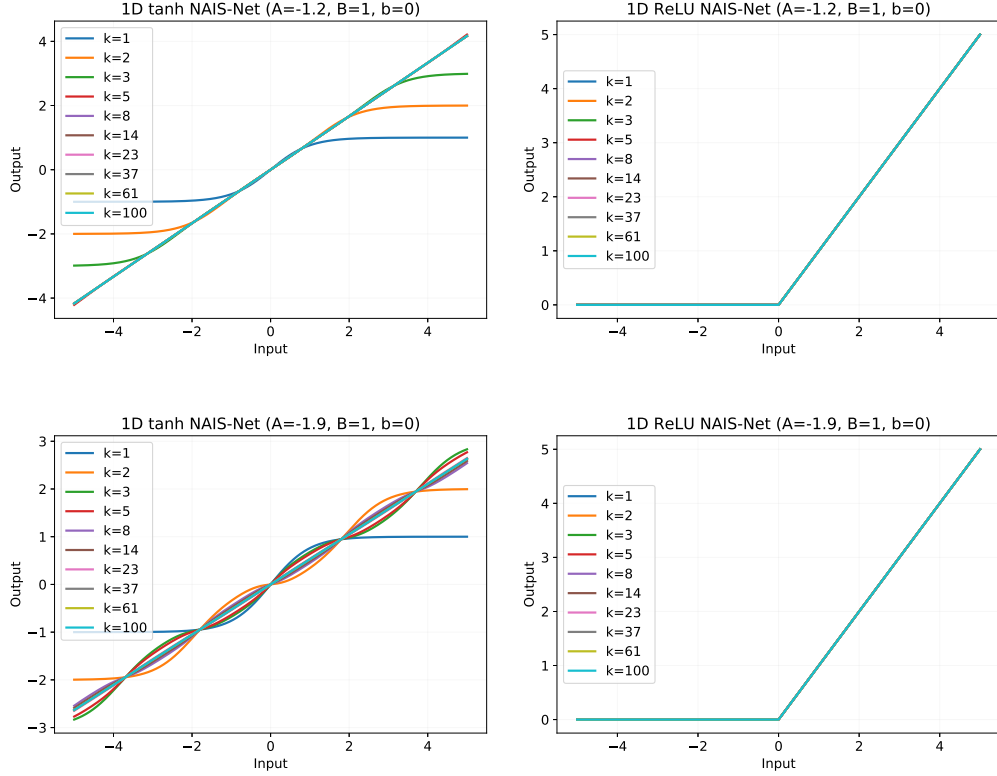 1D tanh NAIS-Net (A=-1.2, B=1, b=0)
4
2
0
−2
−4
Output
k=1
k=2
k=3
k=5
k=8
k=14
k=23
k=37
k=61
k=100
−4 −2 0 2 4
Input
1D ReLU NAIS-Net (A=-1.2, B=1, b=0)
5
4
3
2
1
0
Output
k=1
k=2
k=3
k=5
k=8
k=14
k=23
k=37
k=61
k=100
−4 −2 0 2 4
Input
1D tanh NAIS-Net (A=-1.9, B=1, b=0)
3
2
1
0
−1
−2
−3
Output
k=1
k=2
k=3
k=5
k=8
k=14
k=23
k=37
k=61
k=100
−4 −2 0 2 4
Input
1D ReLU NAIS-Net (A=-1.9, B=1, b=0)
5
4
3
2
1
0
Output
k=1
k=2
k=3
k=5
k=8
k=14
k=23
k=37
k=61
k=100
−4 −2 0 2 4
Input